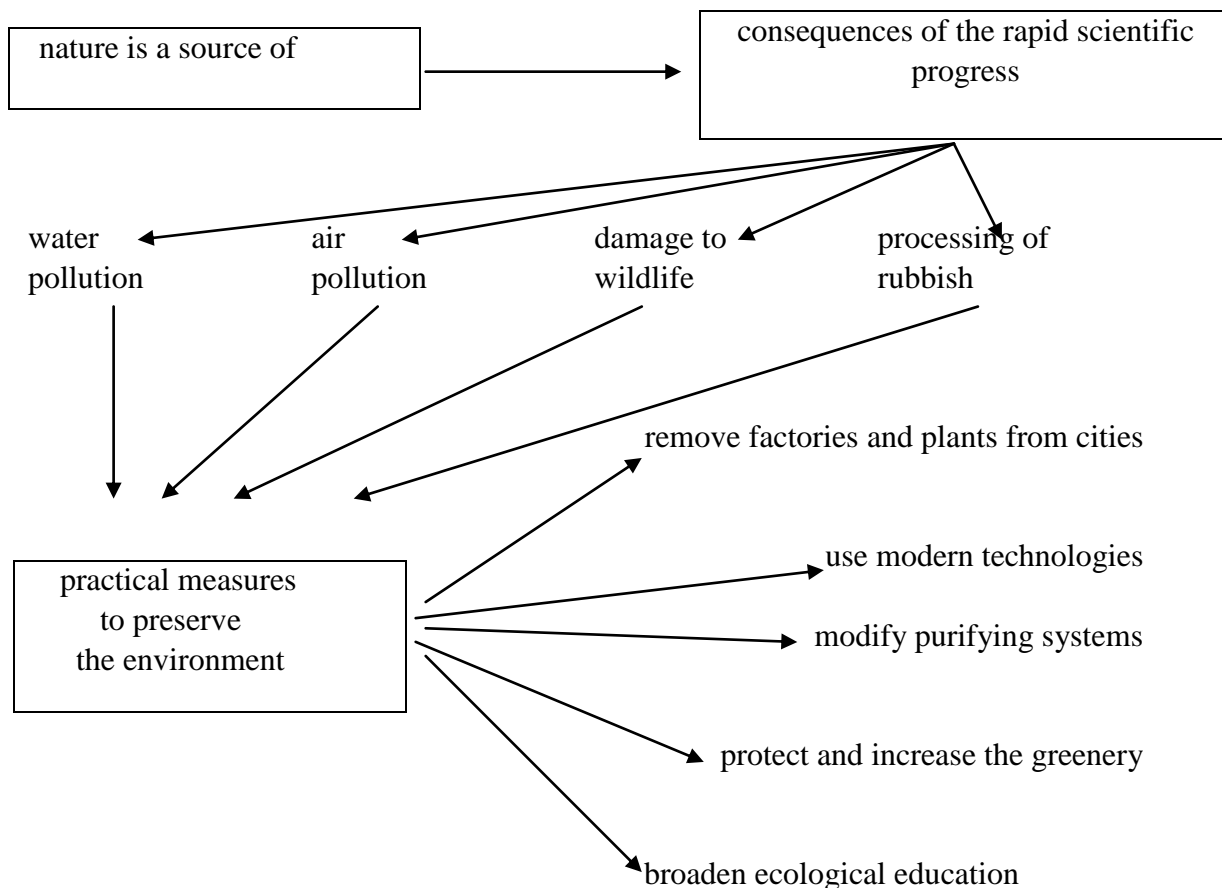 nature is a source of
consequences of the rapid scientific
progress
water
pollution
air
pollution
damage to
wildlife
processing of
rubbish
remove factories and plants from cities
use modern technologies
modify purifying systems
practical measures
to preserve
the environment
protect and increase the greenery
broaden ecological education